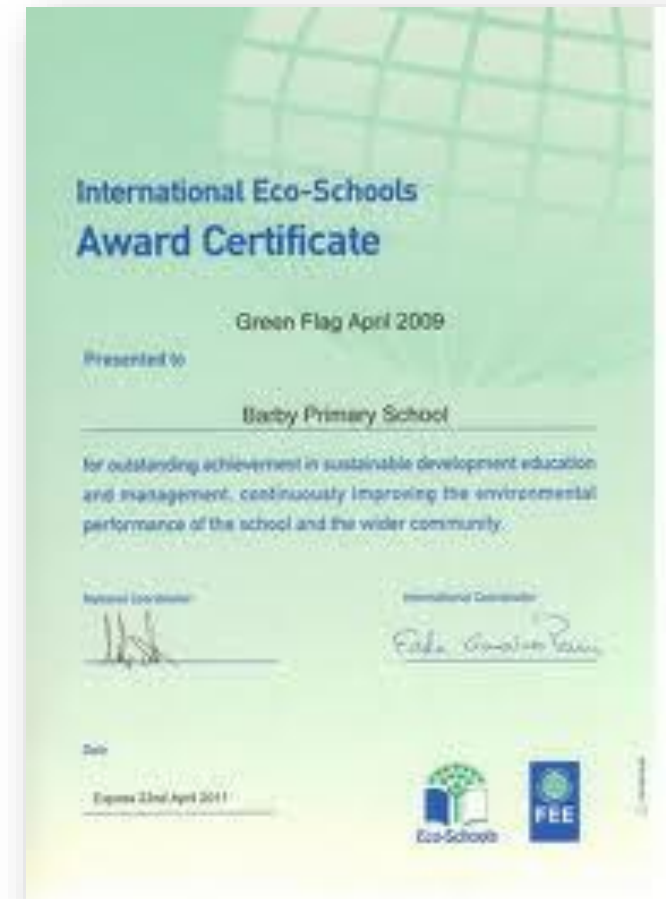 International Eco-Schools
Award Certificate
Green Flag April 2009
Presented to
Barby Primary School
for outstanding achievement in sustainable development education
and management, continuously improving the environmental
performance of the school and the wider community.
National Coordinator
International Coordinator
Date
Expires 22nd April 2011
Eco-Schools
FEE